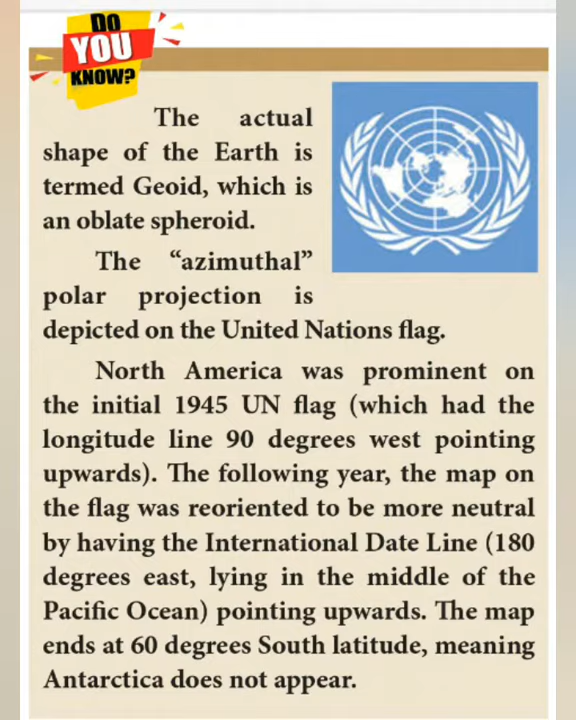 DO
YOU
KNOW?
The actual
shape of the Earth is
termed Geoid, which is
an oblate spheroid.
The “azimuthal”
polar projection is
depicted on the United Nations flag.
North America was prominent on
the initial 1945 UN flag (which had the
longitude line 90 degrees west pointing
upwards). The following year, the map on
the flag was reoriented to be more neutral
by having the International Date Line (180
degrees east, lying in the middle of the
Pacific Ocean) pointing upwards. The map
ends at 60 degrees South latitude, meaning
Antarctica does not appear.